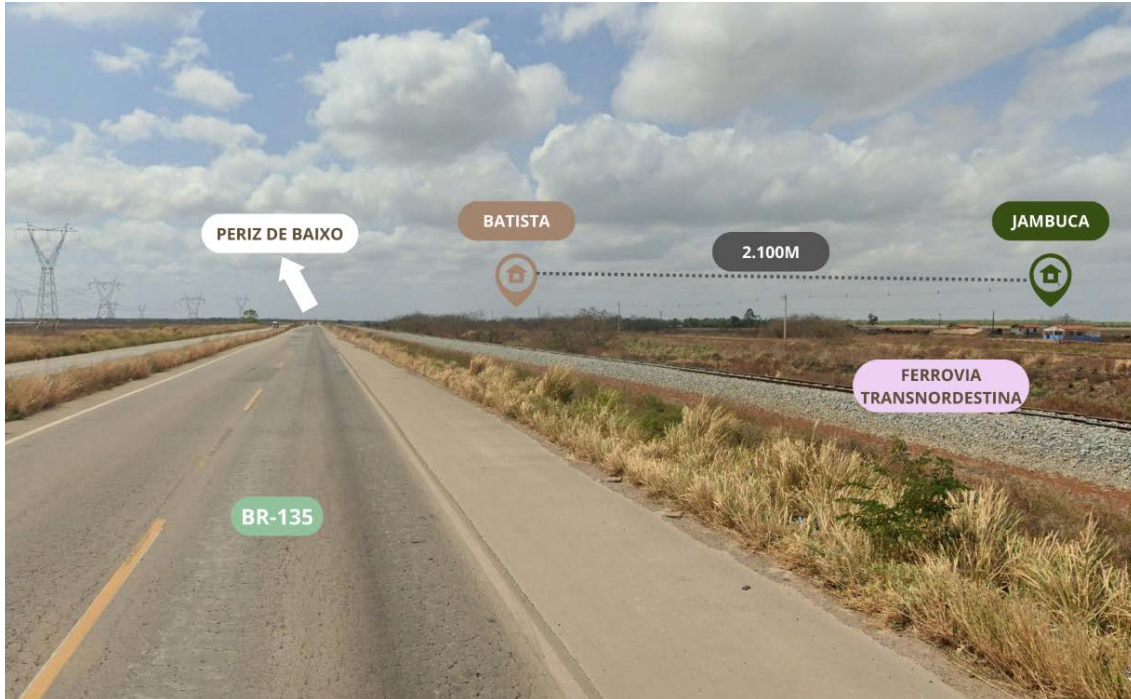 PERIZ DE BAIXO
BATISTA
JAMBUCA
2.100M
FERROVIA
TRANSNORDESTINA
BR-135